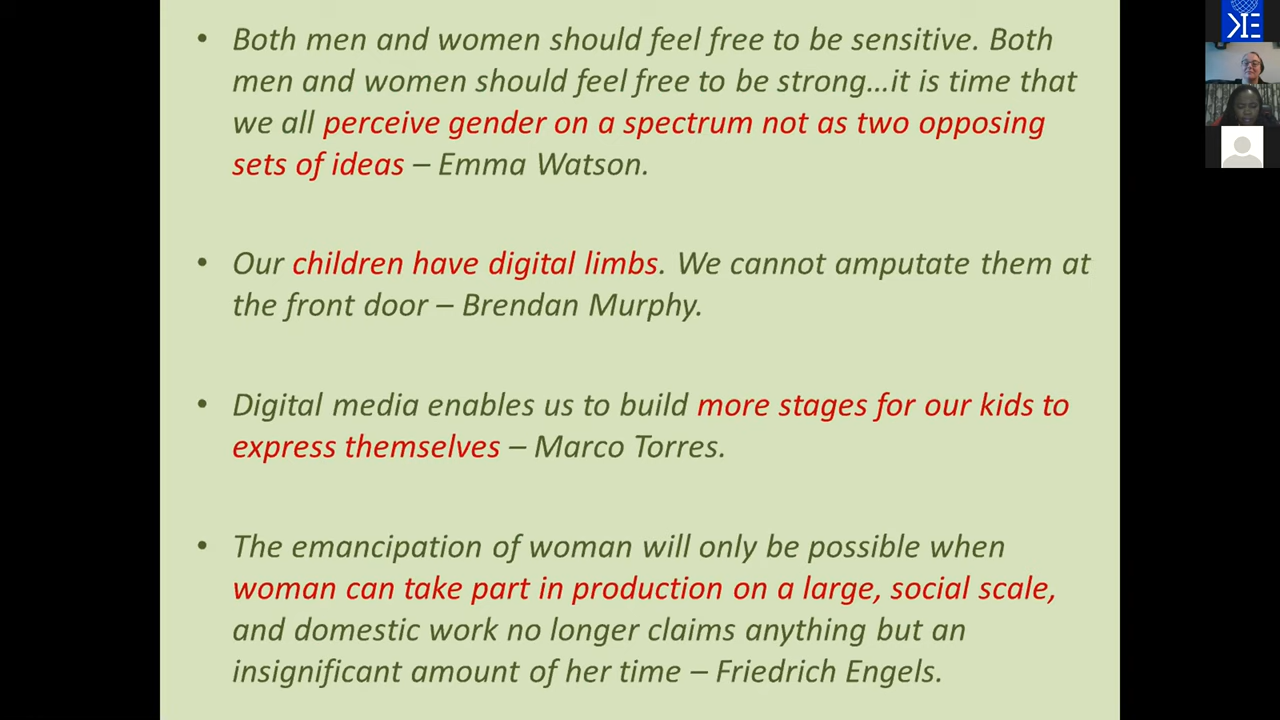 • Both men and women should feel free to be sensitive. Both
men and women should feel free to be strong…it is time that
we all perceive gender on a spectrum not as two opposing
sets of ideas – Emma Watson.
• Our children have digital limbs. We cannot amputate them at
the front door – Brendan Murphy.
• Digital media enables us to build more stages for our kids to
express themselves – Marco Torres.
• The emancipation of woman will only be possible when
woman can take part in production on a large, social scale,
and domestic work no longer claims anything but an
insignificant amount of her time – Friedrich Engels.